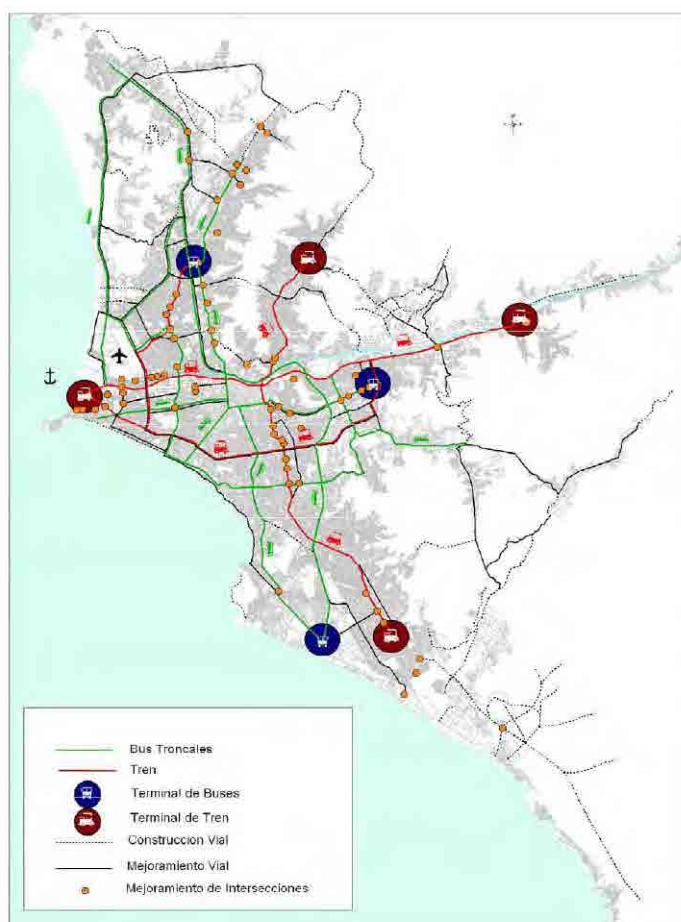 Bus Troncales
Tren
Terminal de Buses
Terminal de Tren
Construccion Vial
Mejoramiento Vial
Mejoramiento de Intersecciones